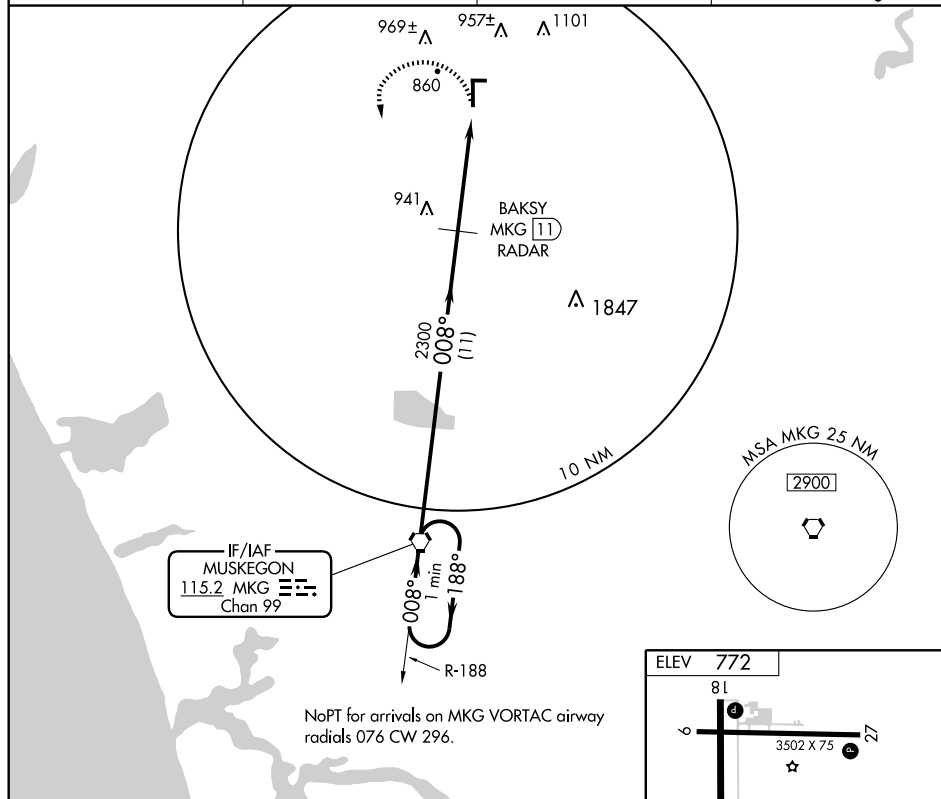 969±
957±
1101
860
941
BAKSY
MKG 11
RADAR
1847
2300
008°
(11)
10 NM
MSA MKG 25 NM
2900
IF/IAF
MUSKEGON
115.2 MKG
Chan 99
008°
1 min
188°
R-188
NoPT for arrivals on MKG VORTAC airway
radials 076 CW 296.
ELEV 772
18
P
9
27
3502 X 75
P